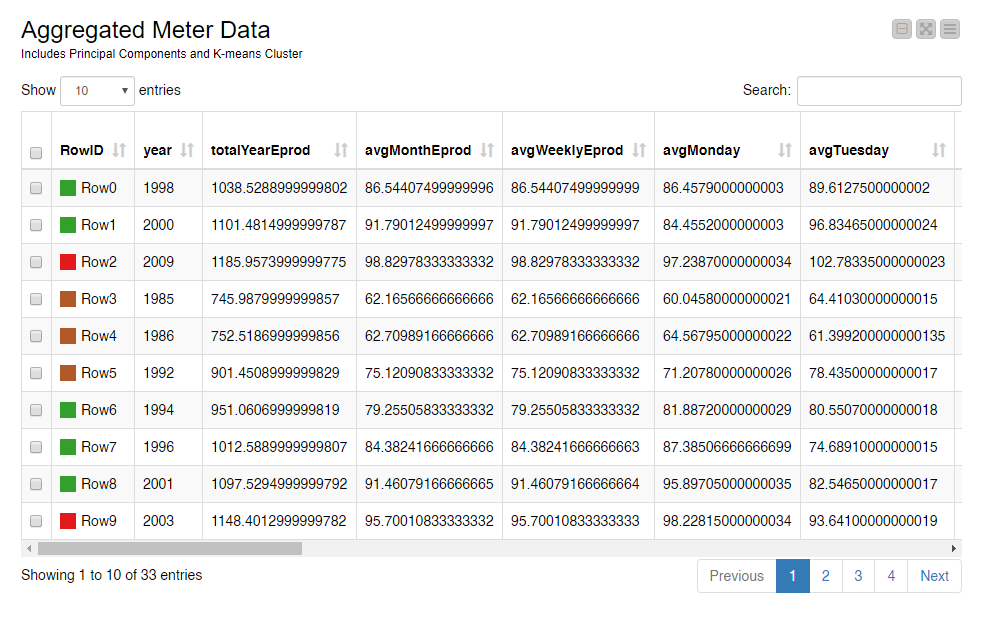 Aggregated Meter Data
Includes Principal Components and K-means Cluster
Show 10 entries Search:
RowID year totalYearEprod avgMonthEprod avgWeeklyEprod avgMonday avgTuesday
Row0 1998 1038.5288999999802 86.54407499999996 86.54407499999999 86.4579000000003 89.6127500000002
Row1 2000 1101.4814999999787 91.79012499999997 91.79012499999997 84.4552000000003 96.83465000000024
Row2 2009 1185.9573999999775 98.82978333333332 98.82978333333332 97.23870000000034 102.78335000000023
Row3 1985 745.9879999999857 62.16566666666666 62.16566666666666 60.04580000000021 64.41030000000015
Row4 1986 752.5186999999856 62.70989166666666 62.70989166666666 64.56795000000022 61.399200000000135
Row5 1992 901.4508999999829 75.12090833333332 75.12090833333332 71.20780000000026 78.43500000000017
Row6 1994 951.0606999999819 79.25505833333332 79.25505833333332 81.88720000000029 80.55070000000018
Row7 1996 1012.5889999999807 84.38241666666666 84.38241666666663 87.38506666666699 74.68910000000015
Row8 2001 1097.5294999999792 91.46079166666665 91.46079166666664 95.89705000000035 82.54650000000017
Row9 2003 1148.4012999999782 95.70010833333332 95.70010833333333 98.22815000000034 93.64100000000019
Showing 1 to 10 of 33 entries Previous 1 2 3 4 Next